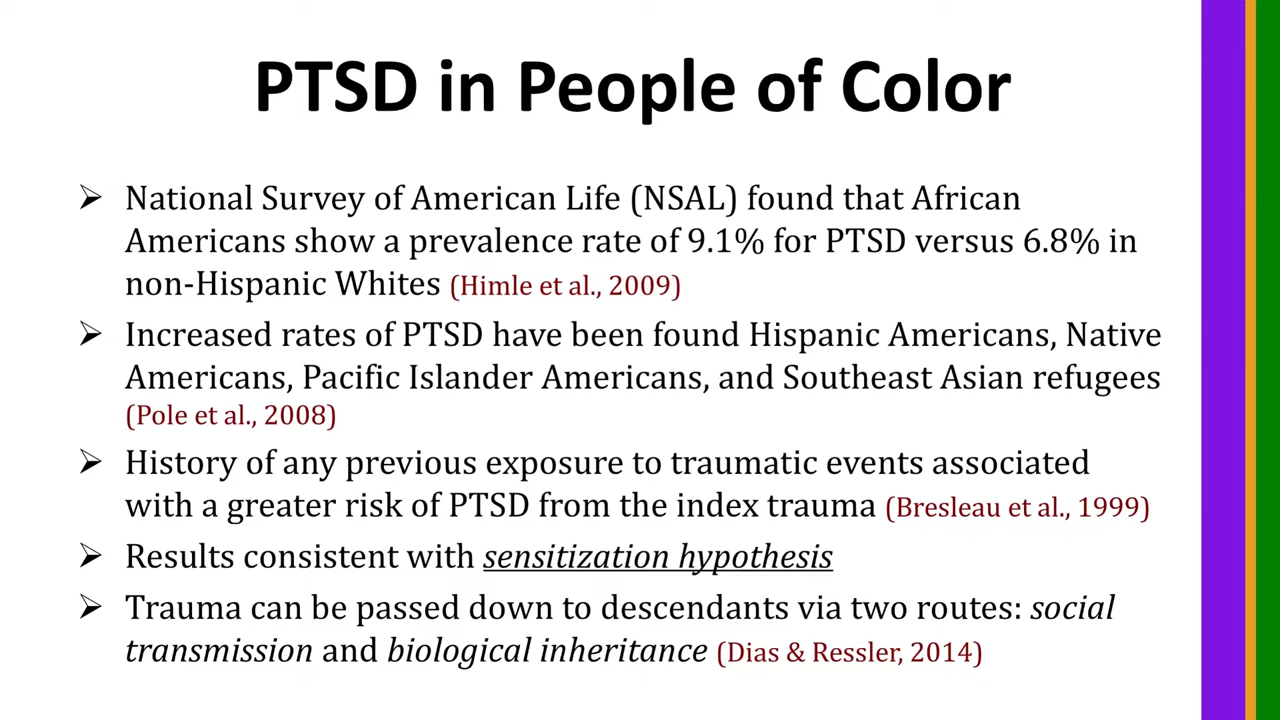 PTSD in People of Color
➢ National Survey of American Life (NSAL) found that African
Americans show a prevalence rate of 9.1% for PTSD versus 6.8% in
non-Hispanic Whites (Himle et al., 2009)
➢ Increased rates of PTSD have been found Hispanic Americans, Native
Americans, Pacific Islander Americans, and Southeast Asian refugees
(Pole et al., 2008)
➢ History of any previous exposure to traumatic events associated
with a greater risk of PTSD from the index trauma (Bresleau et al., 1999)
➢ Results consistent with sensitization hypothesis
➢ Trauma can be passed down to descendants via two routes: social
transmission and biological inheritance (Dias & Ressler, 2014)